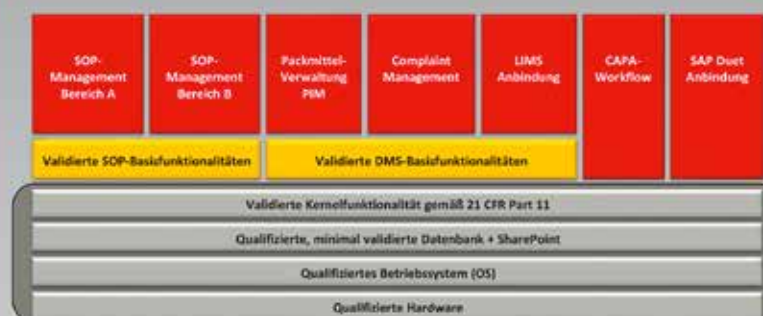 SOP-
Management
Bereich A
SOP-
Management
Bereich B
Packmittel-
Verwaltung
PIM
Complaint
Management
LIMS
Anbindung
CAPA-
Workflow
SAP Duet
Anbindung
Validierte SOP-Basisfunktionalitäten
Validierte DMS-Basisfunktionalitäten
Validierte Kernelfunktionalität gemäß 21 CFR Part 11
Qualifizierte, minimal validierte Datenbank + SharePoint
Qualifiziertes Betriebssystem (OS)
Qualifizierte Hardware